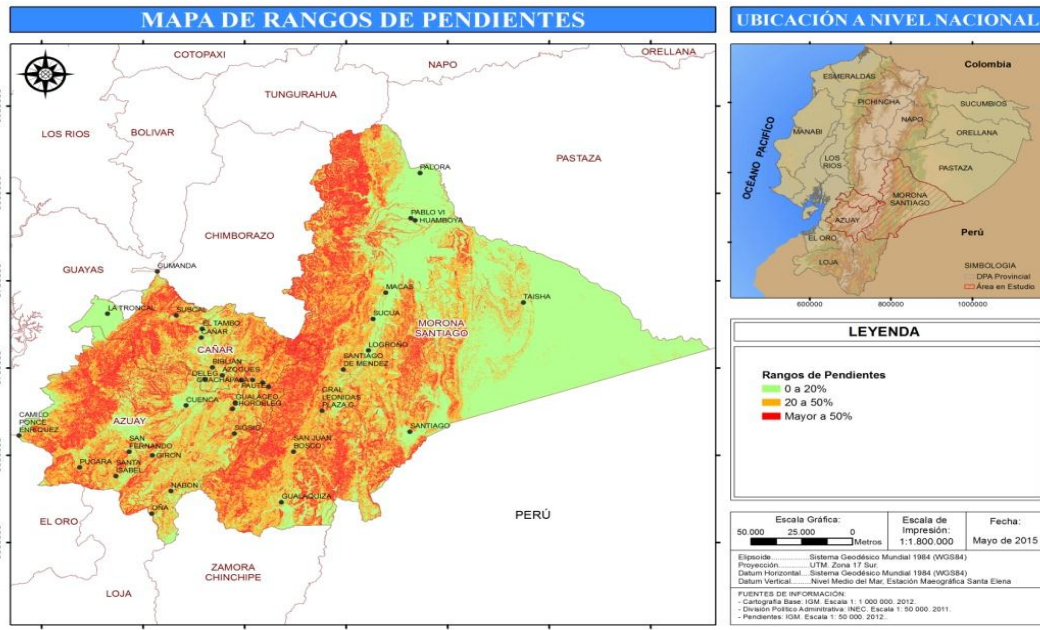 MAPA DE RANGOS DE PENDIENTES
COTOPAXI
NAPO
ORELLANA
TUNGURAHUA
LOS RIOS
BOLIVAR
PASTAZA
PALORA
PABLO VI
HUAMBOYA
CHIMBORAZO
GUAYAS
CUMANDA
MACAS
TAISHA
LA TRONCAL
SUSCAL
SUCUA
MORONA
SANTIAGO
EL TAMBO
CAÑAR
CAÑAR
LOGROÑO
BIBLIAN
SANTIAGO
DE MENDEZ
AZOGUES
DELEG
GUACHAPALA
PAUTE
GRAL
LEONIDAS
PLAZA G.
CUENCA
GUALACEO
CHORDELEG
CAMILO
PONCE
ENRIQUEZ
AZUAY
SANTIAGO
SIGSIG
SAN
FERNANDO
GIRON
SAN JUAN
BOSCO
PUCARA
SANTA
ISABEL
NABON
GUALAQUIZA
OÑA
EL ORO
PERÚ
ZAMORA
CHINCHIPE
LOJA
UBICACIÓN A NIVEL NACIONAL
Colombia
ESMERALDAS
PICHINCHA
SUCUMBIOS
NAPO
ORELLANA
MANABI
OCÉANO PACIFÍCO
LOS
RIOS
PASTAZA
MORONA
SANTIAGO
AZUAY
Perú
EL ORO
LOJA
SIMBOLOGIA
DPA Provincial
Área en Estudio
600000
800000
1000000
LEYENDA
Rangos de Pendientes
0 a 20%
20 a 50%
Mayor a 50%
Escala Gráfica:
50.000 25.000 0
Metros
Escala de
Impresión:
1:1.800.000
Fecha:
Mayo de 2015
Elipsoide............Sistema Geodésico Mundial 1984 (WGS84)
Proyección............UTM. Zona 17 Sur.
Datum Horizontal....Sistema Geodésico Mundial 1984 (WGS84)
Datum Vertical.........Nivel Medio del Mar, Estación Maeográfica Santa Elena
FUENTES DE INFORMACIÓN:
- Cartografía Base: IGM. Escala 1: 1 000 000. 2012.
- División Político Administrativa: INEC. Escala 1: 50 000. 2011.
- Pendientes: IGM. Escala 1: 50 000. 2012.